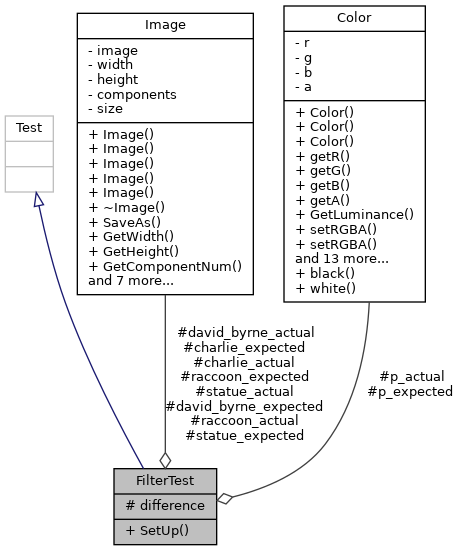 Test
Image
- image
- width
- height
- components
- size
+ Image()
+ Image()
+ Image()
+ Image()
+ Image()
+ ~Image()
+ SaveAs()
+ GetWidth()
+ GetHeight()
+ GetComponentNum()
and 7 more...
Color
- r
- g
- b
- a
+ Color()
+ Color()
+ Color()
+ getR()
+ getG()
+ getB()
+ getA()
+ GetLuminance()
+ setRGBA()
+ setRGBA()
and 13 more...
+ black()
+ white()
#david_byrne_actual
#charlie_expected
#charlie_actual
#raccoon_expected
#statue_actual
#david_byrne_expected
#raccoon_actual
#statue_expected
#p_actual
#p_expected
FilterTest
# difference
+ SetUp()